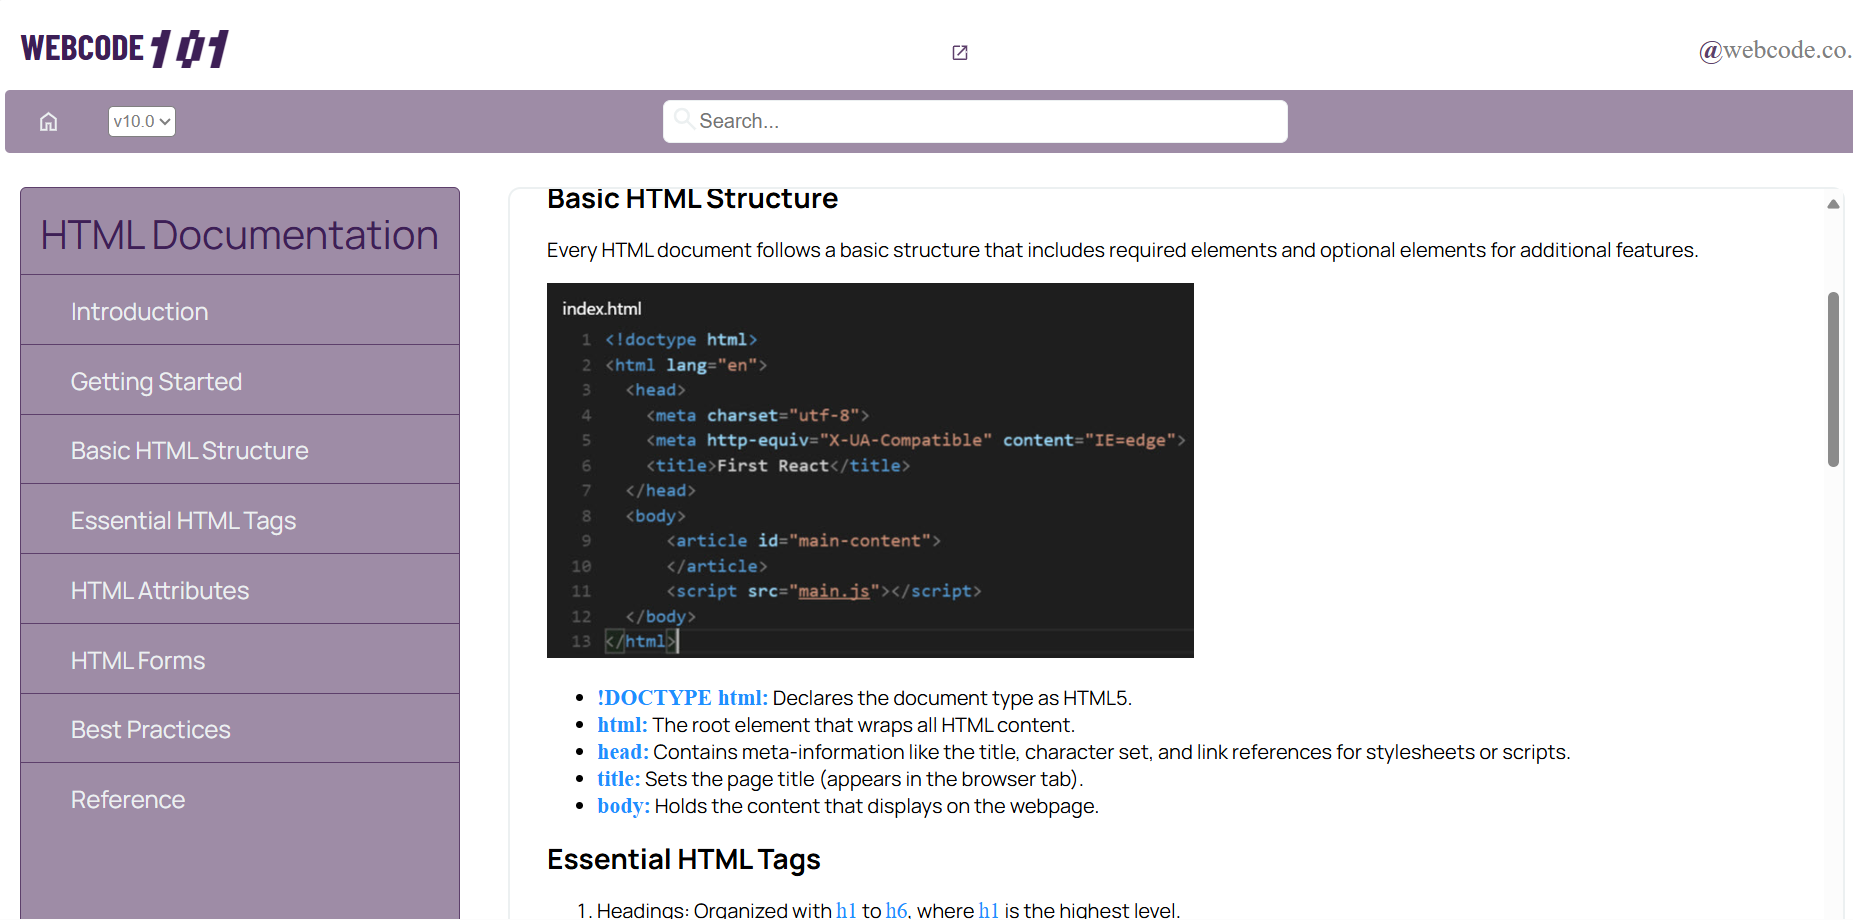 WEBCODE 101
@webcode.co.
v10.0
Search...
HTML Documentation
Introduction
Getting Started
Basic HTML Structure
Essential HTML Tags
HTML Attributes
HTML Forms
Best Practices
Reference
Basic HTML Structure
Every HTML document follows a basic structure that includes required elements and optional elements for additional features.
index.html
1 <!doctype html>
2 <html lang="en">
3 <head>
4 <meta charset="utf-8">
5 <meta http-equiv="X-UA-Compatible" content="IE=edge">
6 <title>First React</title>
7 </head>
8 <body>
9 <article id="main-content">
10 </article>
11 <script src="main.js"></script>
12 </body>
13 </html>
• !DOCTYPE html: Declares the document type as HTML5.
• html: The root element that wraps all HTML content.
• head: Contains meta-information like the title, character set, and link references for stylesheets or scripts.
• title: Sets the page title (appears in the browser tab).
• body: Holds the content that displays on the webpage.
Essential HTML Tags
1. Headings: Organized with h1 to h6, where h1 is the highest level.